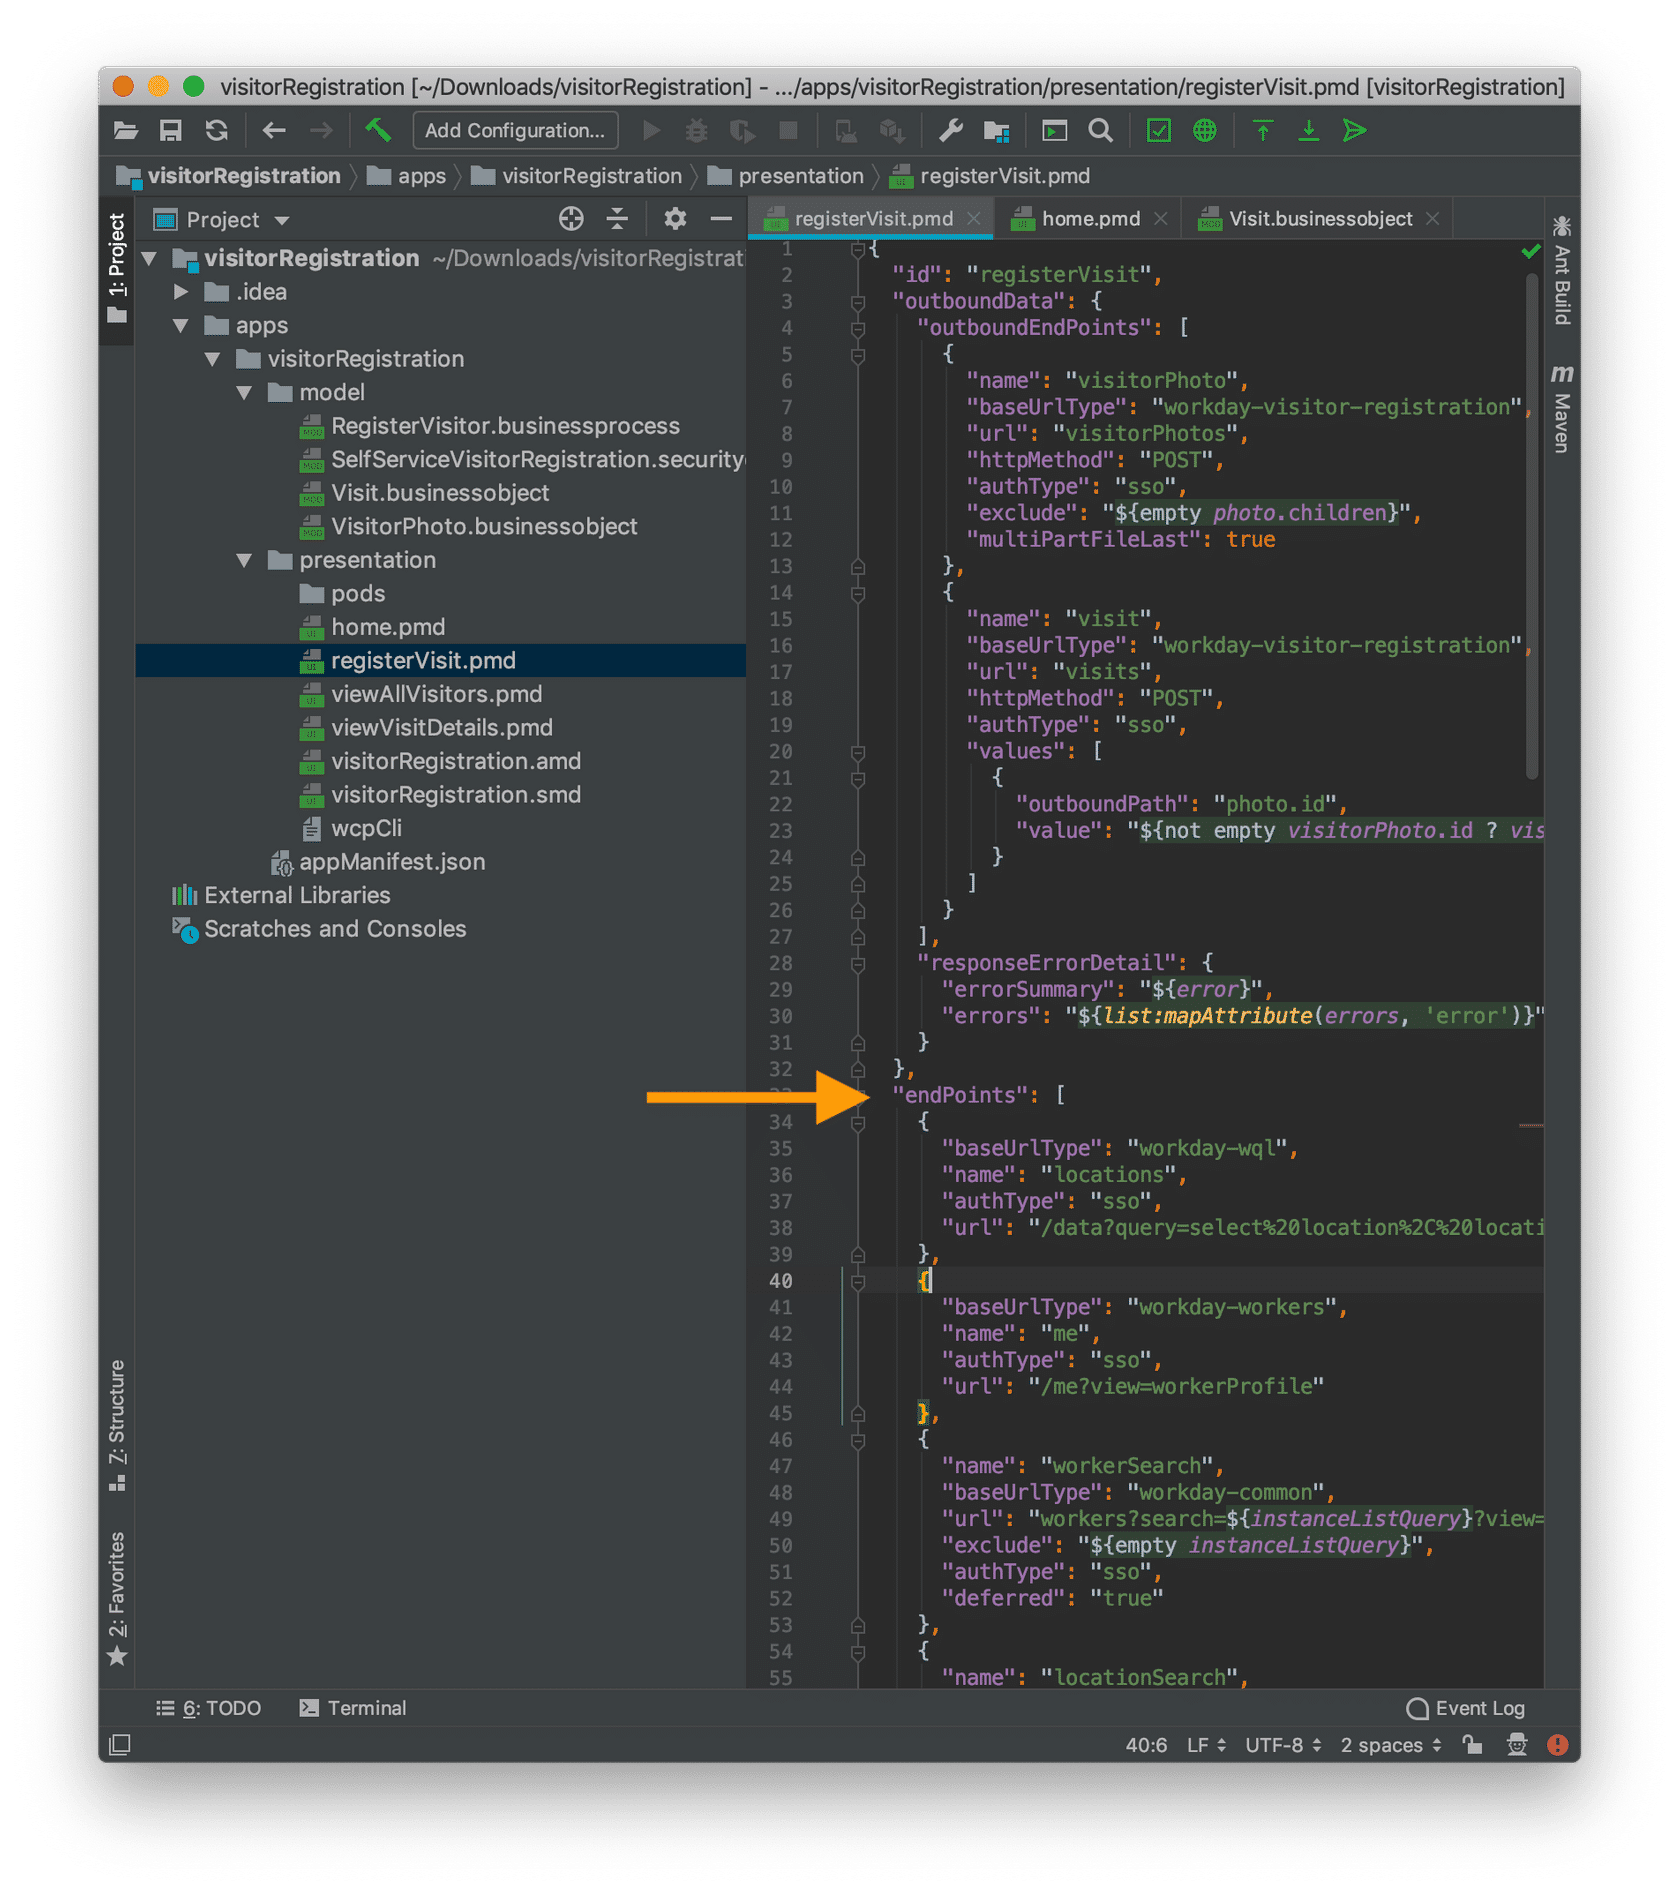 visitorRegistration [~/Downloads/visitorRegistration] - .../apps/visitorRegistration/presentation/registerVisit.pmd [visitorRegistration]
Add Configuration...
visitorRegistration apps visitorRegistration presentation registerVisit.pmd
Project
registerVisit.pmd home.pmd Visit.businessobject
1: Project
7: Structure
2: Favorites
visitorRegistration ~/Downloads/visitorRegistrat
.idea
apps
visitorRegistration
model
RegisterVisitor.businessprocess
SelfServiceVisitorRegistration.security
Visit.businessobject
VisitorPhoto.businessobject
presentation
pods
home.pmd
registerVisit.pmd
viewAllVisitors.pmd
viewVisitDetails.pmd
visitorRegistration.amd
visitorRegistration.smd
wcpCli
appManifest.json
External Libraries
Scratches and Consoles
1 {
2 "id": "registerVisit",
3 "outboundData": {
4 "outboundEndPoints": [
5 {
6 "name": "visitorPhoto",
7 "baseUrlType": "workday-visitor-registration",
8 "url": "visitorPhotos",
9 "httpMethod": "POST",
10 "authType": "sso",
11 "exclude": "${empty photo.children}",
12 "multiPartFileLast": true
13 },
14 {
15 "name": "visit",
16 "baseUrlType": "workday-visitor-registration",
17 "url": "visits",
18 "httpMethod": "POST",
19 "authType": "sso",
20 "values": [
21 {
22 "outboundPath": "photo.id",
23 "value": "${not empty visitorPhoto.id ? vis
24 }
25 ]
26 }
27 ],
28 "responseErrorDetail": {
29 "errorSummary": "${error}",
30 "errors": "${list:mapAttribute(errors, 'error')}"
31 }
32 },
"endPoints": [
34 {
35 "baseUrlType": "workday-wql",
36 "name": "locations",
37 "authType": "sso",
38 "url": "/data?query=select%20location%2C%20locati
39 },
40 {
41 "baseUrlType": "workday-workers",
42 "name": "me",
43 "authType": "sso",
44 "url": "/me?view=workerProfile"
45 },
46 {
47 "name": "workerSearch",
48 "baseUrlType": "workday-common",
49 "url": "workers?search=${instanceListQuery}?view=
50 "exclude": "${empty instanceListQuery}",
51 "authType": "sso",
52 "deferred": "true"
53 },
54 {
55 "name": "locationSearch",
Ant Build
m Maven
6: TODO Terminal Event Log
40:6 LF UTF-8 2 spaces